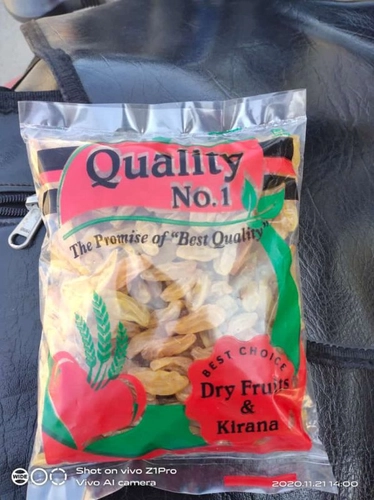 Quality
No.1
The Promise of "Best Quality"
BEST CHOICE
Dry Fruits
&
Kirana
Shot on vivo Z1Pro
Vivo AI camera
2020.11.21 14:00